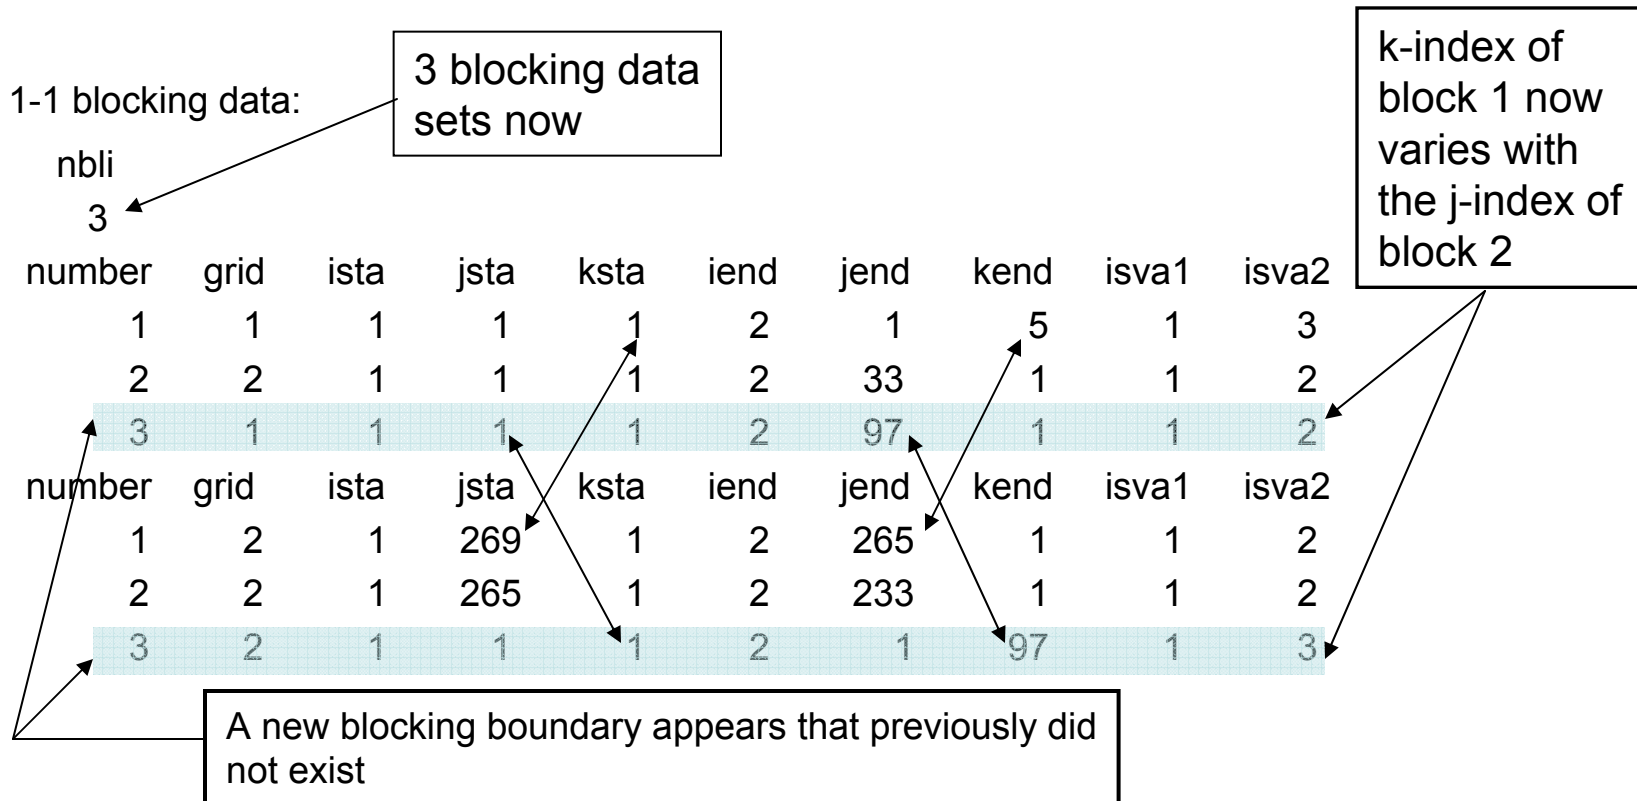 3 blocking data
sets now
k-index of
block 1 now
varies with
the j-index of
block 2
1-1 blocking data:
nbli
3
number grid ista jsta ksta iend jend kend isva1 isva2
1 1 1 1 1 2 1 5 1 3
2 2 1 1 1 2 33 1 1 2
3 1 1 1 1 2 97 1 1 2
number grid ista jsta ksta iend jend kend isva1 isva2
1 2 1 269 1 2 265 1 1 2
2 2 1 265 1 2 233 1 1 2
3 2 1 1 1 2 1 97 1 3
A new blocking boundary appears that previously did
not exist